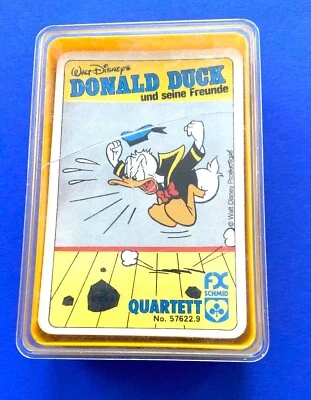 Walt Disney's
DONALD DUCK
und seine Freunde
© Walt Disney Productions
FX
SCHMID
QUARTETT
No. 57622.9